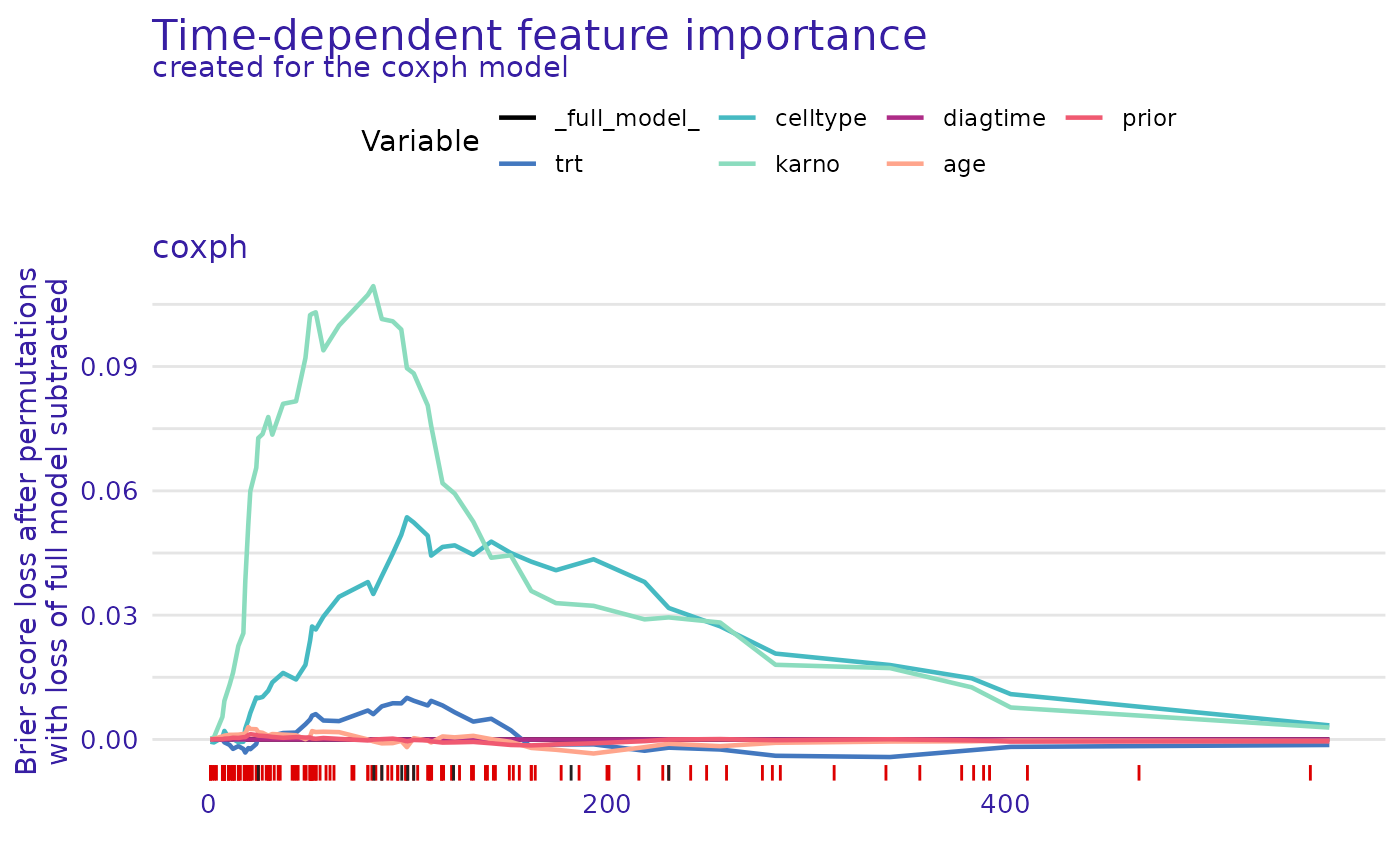 Time-dependent feature importance
created for the coxph model
Variable
_full_model_ celltype diagtime prior
trt karno age
coxph
Brier score loss after permutations
with loss of full model subtracted
0.09
0.06
0.03
0.00
0 200 400